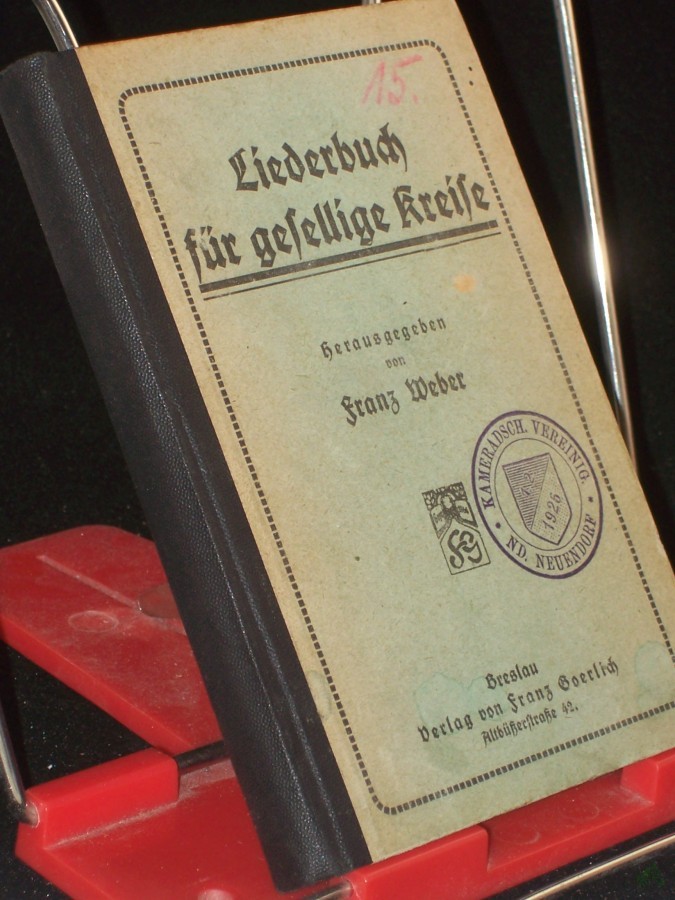 15.
Liederbuch
für gesellige Kreise
Herausgegeben
von
Franz Weber
KAMERADSCH. VEREINIG.
1925
ND. NEUENDORF
Breslau
Verlag von Franz Goerlich
Altbüßerstraße 42.